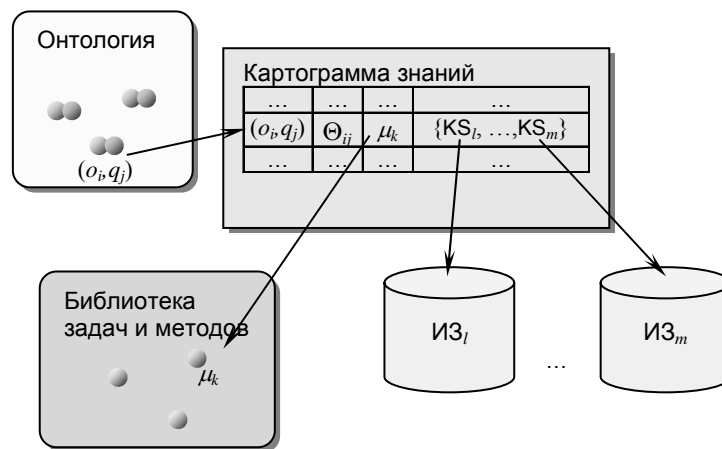 Онтология
(o_i,q_j)
Картограмма знаний
… … … …
(o_i,q_j) Θ_ij μ_k {KS_l, …,KS_m}
… … … …
Библиотека
задач и методов
μ_k
ИЗ_l
…
ИЗ_m